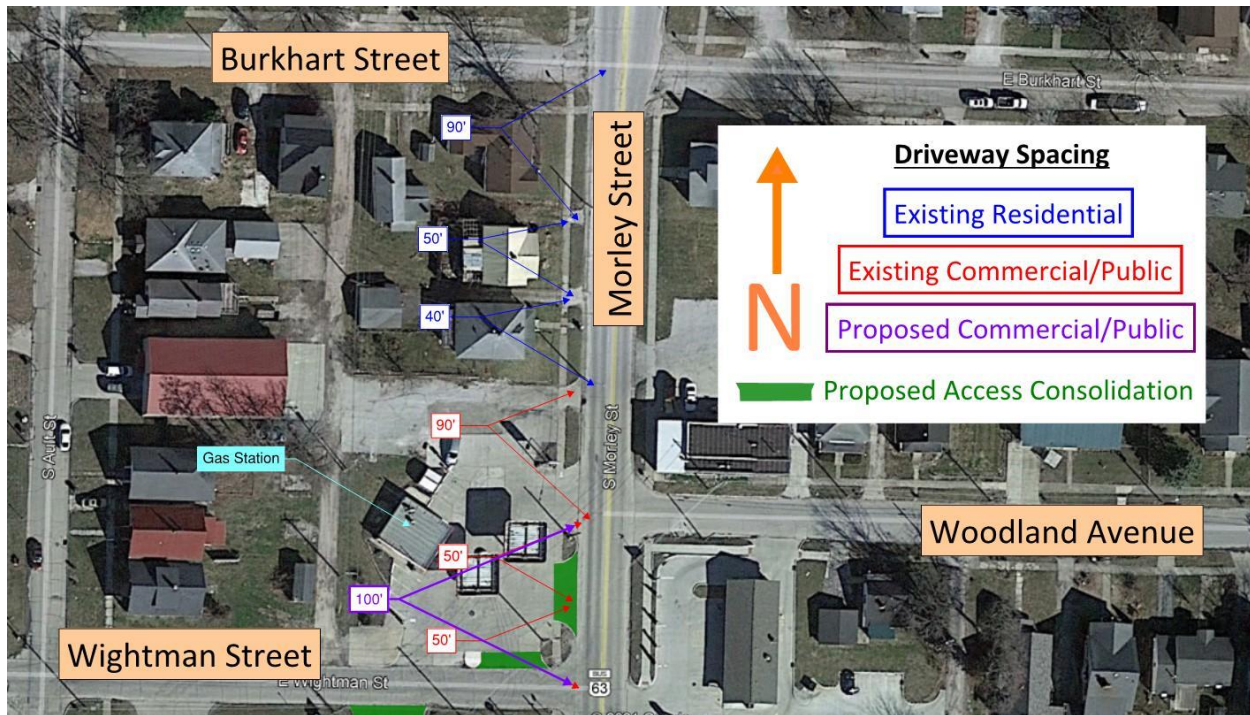 Burkhart Street
E Burkhart St
90'
Morley Street
Driveway Spacing
Existing Residential
Existing Commercial/Public
Proposed Commercial/Public
Proposed Access Consolidation
N
50'
40'
90'
S Ault St
Gas Station
S Morley St
Woodland Avenue
50'
100'
50'
Wightman Street
E Wightman St
BUS
63